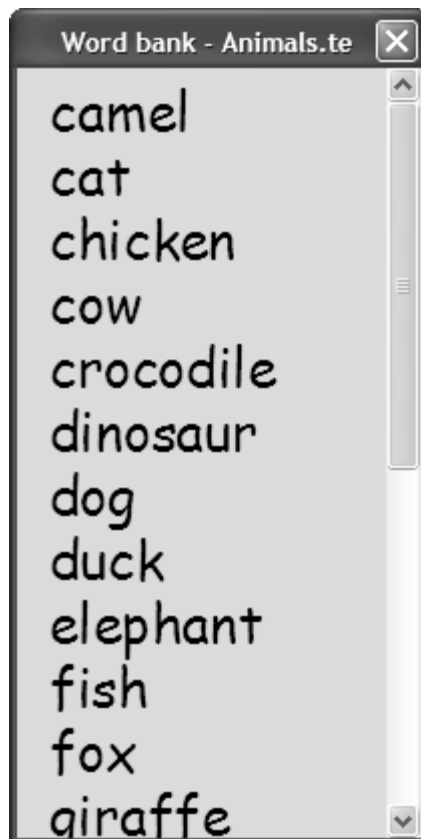 Word bank - Animals.te
camel
cat
chicken
cow
crocodile
dinosaur
dog
duck
elephant
fish
fox
giraffe